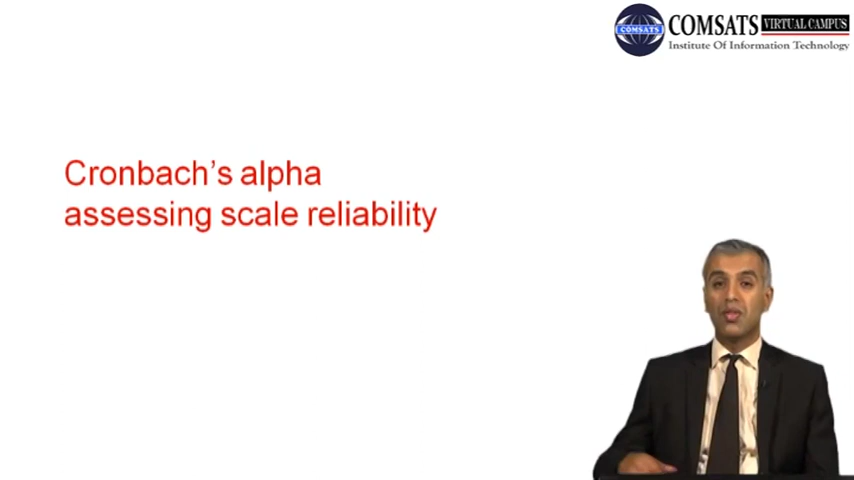 COMSATS VIRTUAL CAMPUS
Institute Of Information Technology
COMSATS
Cronbach's alpha
assessing scale reliability